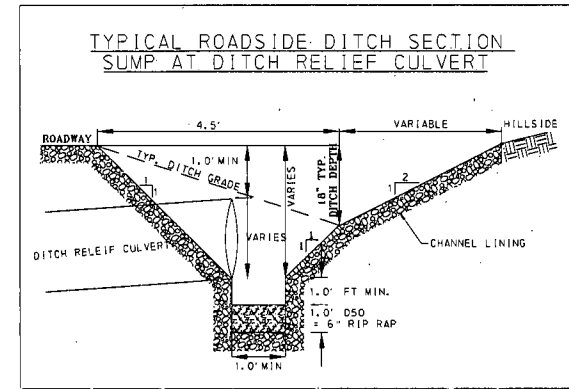 TYPICAL ROADSIDE DITCH SECTION
SUMP AT DITCH RELIEF CULVERT
4.5'
VARIABLE
HILLSIDE
ROADWAY
TYP. DITCH GRADE
1.0' MIN
VARIES
18" TYP.
DITCH DEPTH
2
1
1
1
VARIES
1
1
CHANNEL LINING
DITCH RELEIF CULVERT
1.0' FT MIN.
1.0' D50
= 6" RIP RAP
1.0' MIN